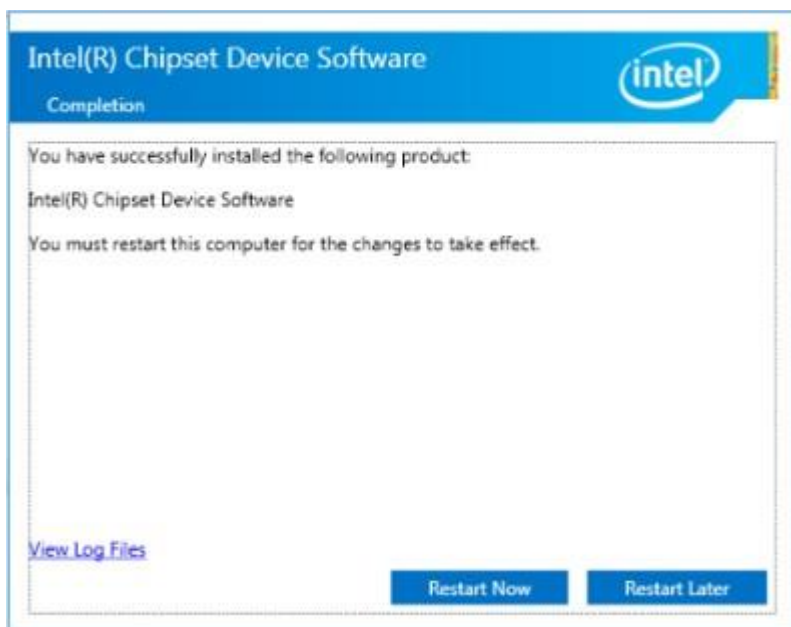 Intel(R) Chipset Device Software
intel
Completion
You have successfully installed the following product:
Intel(R) Chipset Device Software
You must restart this computer for the changes to take effect.
View Log Files
Restart Now
Restart Later